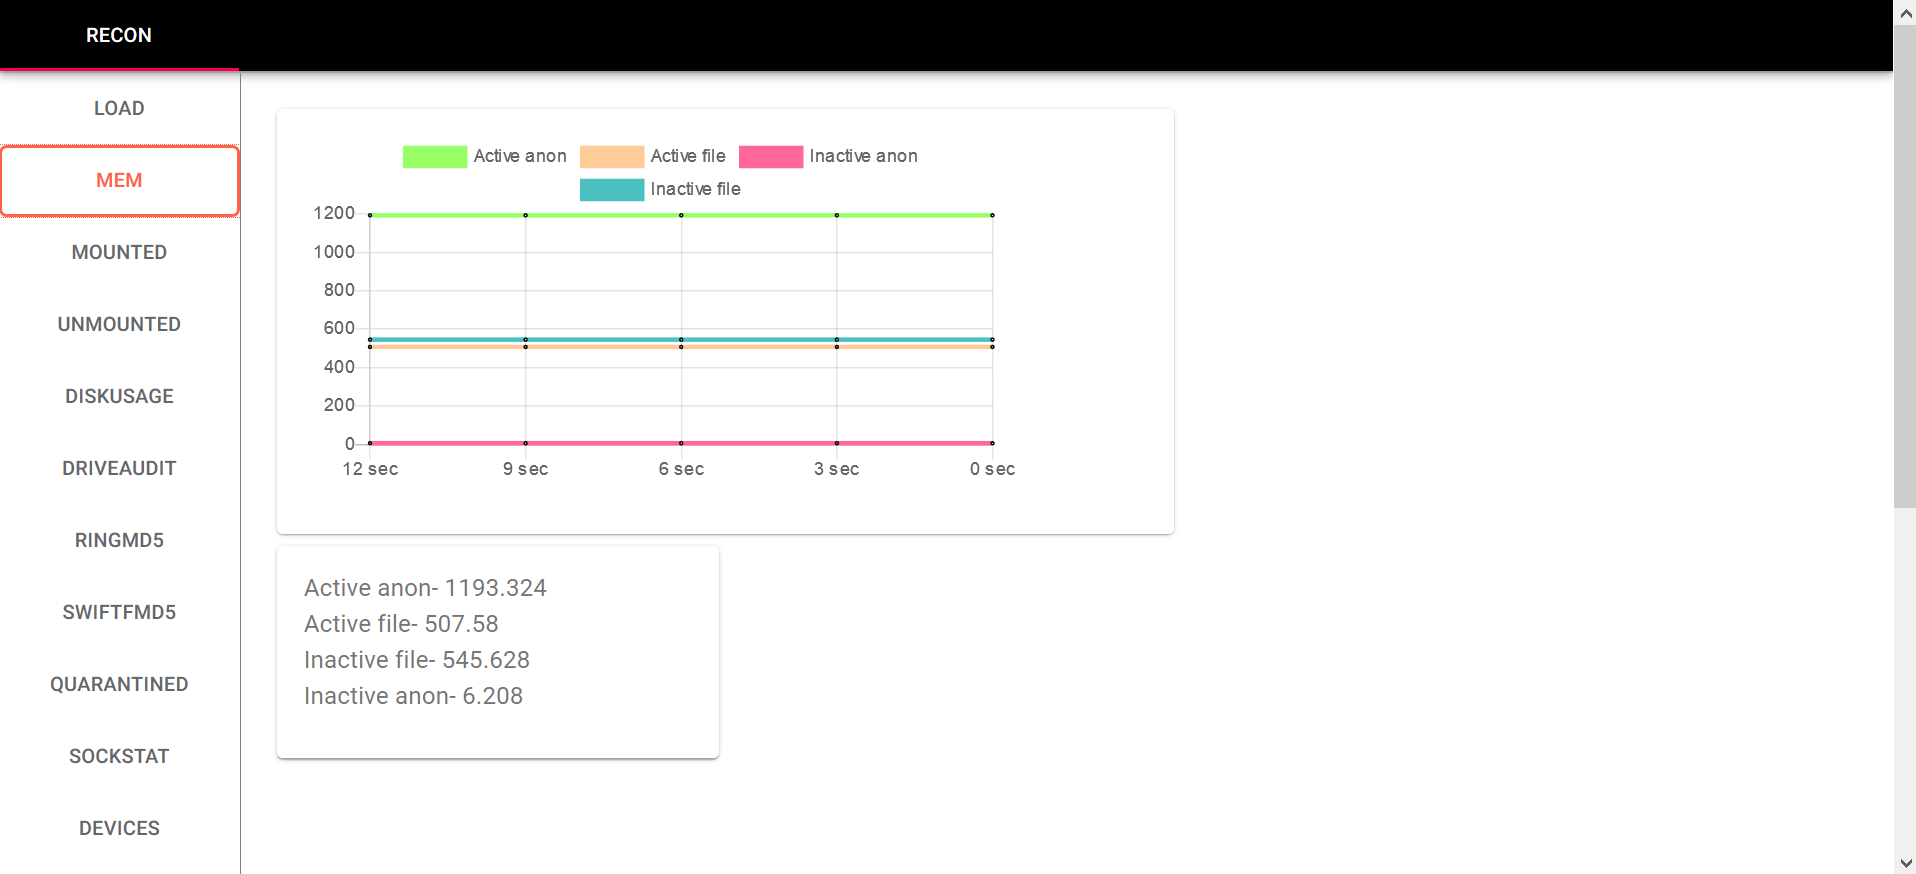 RECON
LOAD
MEM
MOUNTED
UNMOUNTED
DISKUSAGE
DRIVEAUDIT
RINGMD5
SWIFTFMD5
QUARANTINED
SOCKSTAT
DEVICES
Active anon Active file Inactive anon
Inactive file
1200
1000
800
600
400
200
0
12 sec 9 sec 6 sec 3 sec 0 sec
Active anon- 1193.324
Active file- 507.58
Inactive file- 545.628
Inactive anon- 6.208